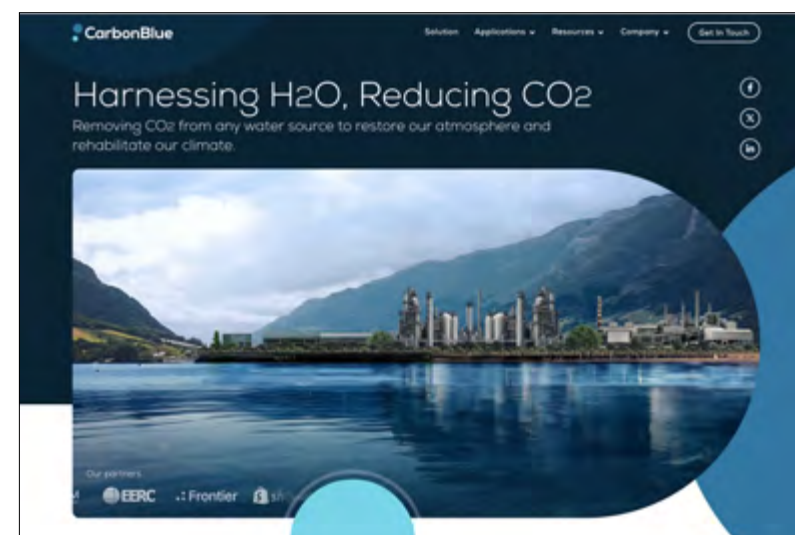 CarbonBlue
Solution Applications Resources Company Get In Touch
Harnessing H2O, Reducing CO2
Removing CO2 from any water source to restore our atmosphere and
rehabilitate our climate.
Our partners
EERC Frontier